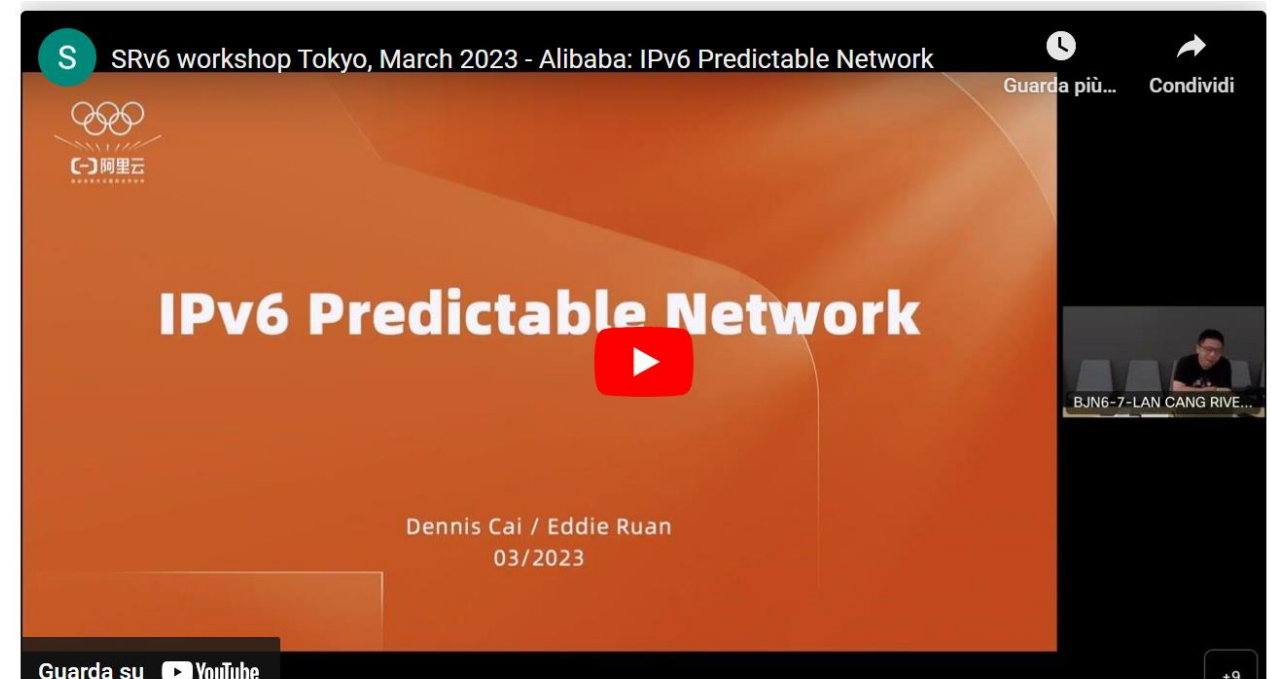 S
SRv6 workshop Tokyo, March 2023 - Alibaba: IPv6 Predictable Network
Guarda più...
Condividi
阿里云
IPv6 Predictable Network
BJN6-7-LAN CANG RIVE...
Dennis Cai / Eddie Ruan
03/2023
Guarda su YouTube
+9